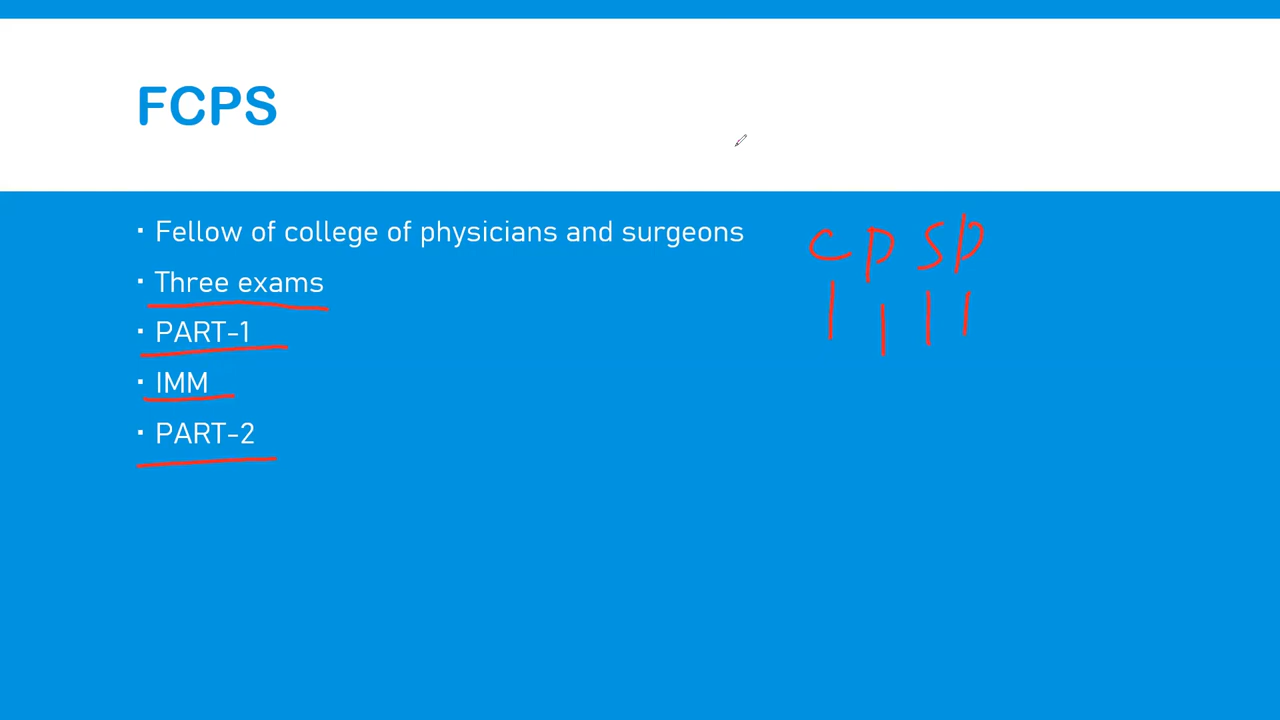 FCPS
· Fellow of college of physicians and surgeons
· Three exams
· PART-1
· IMM
· PART-2
CPSP